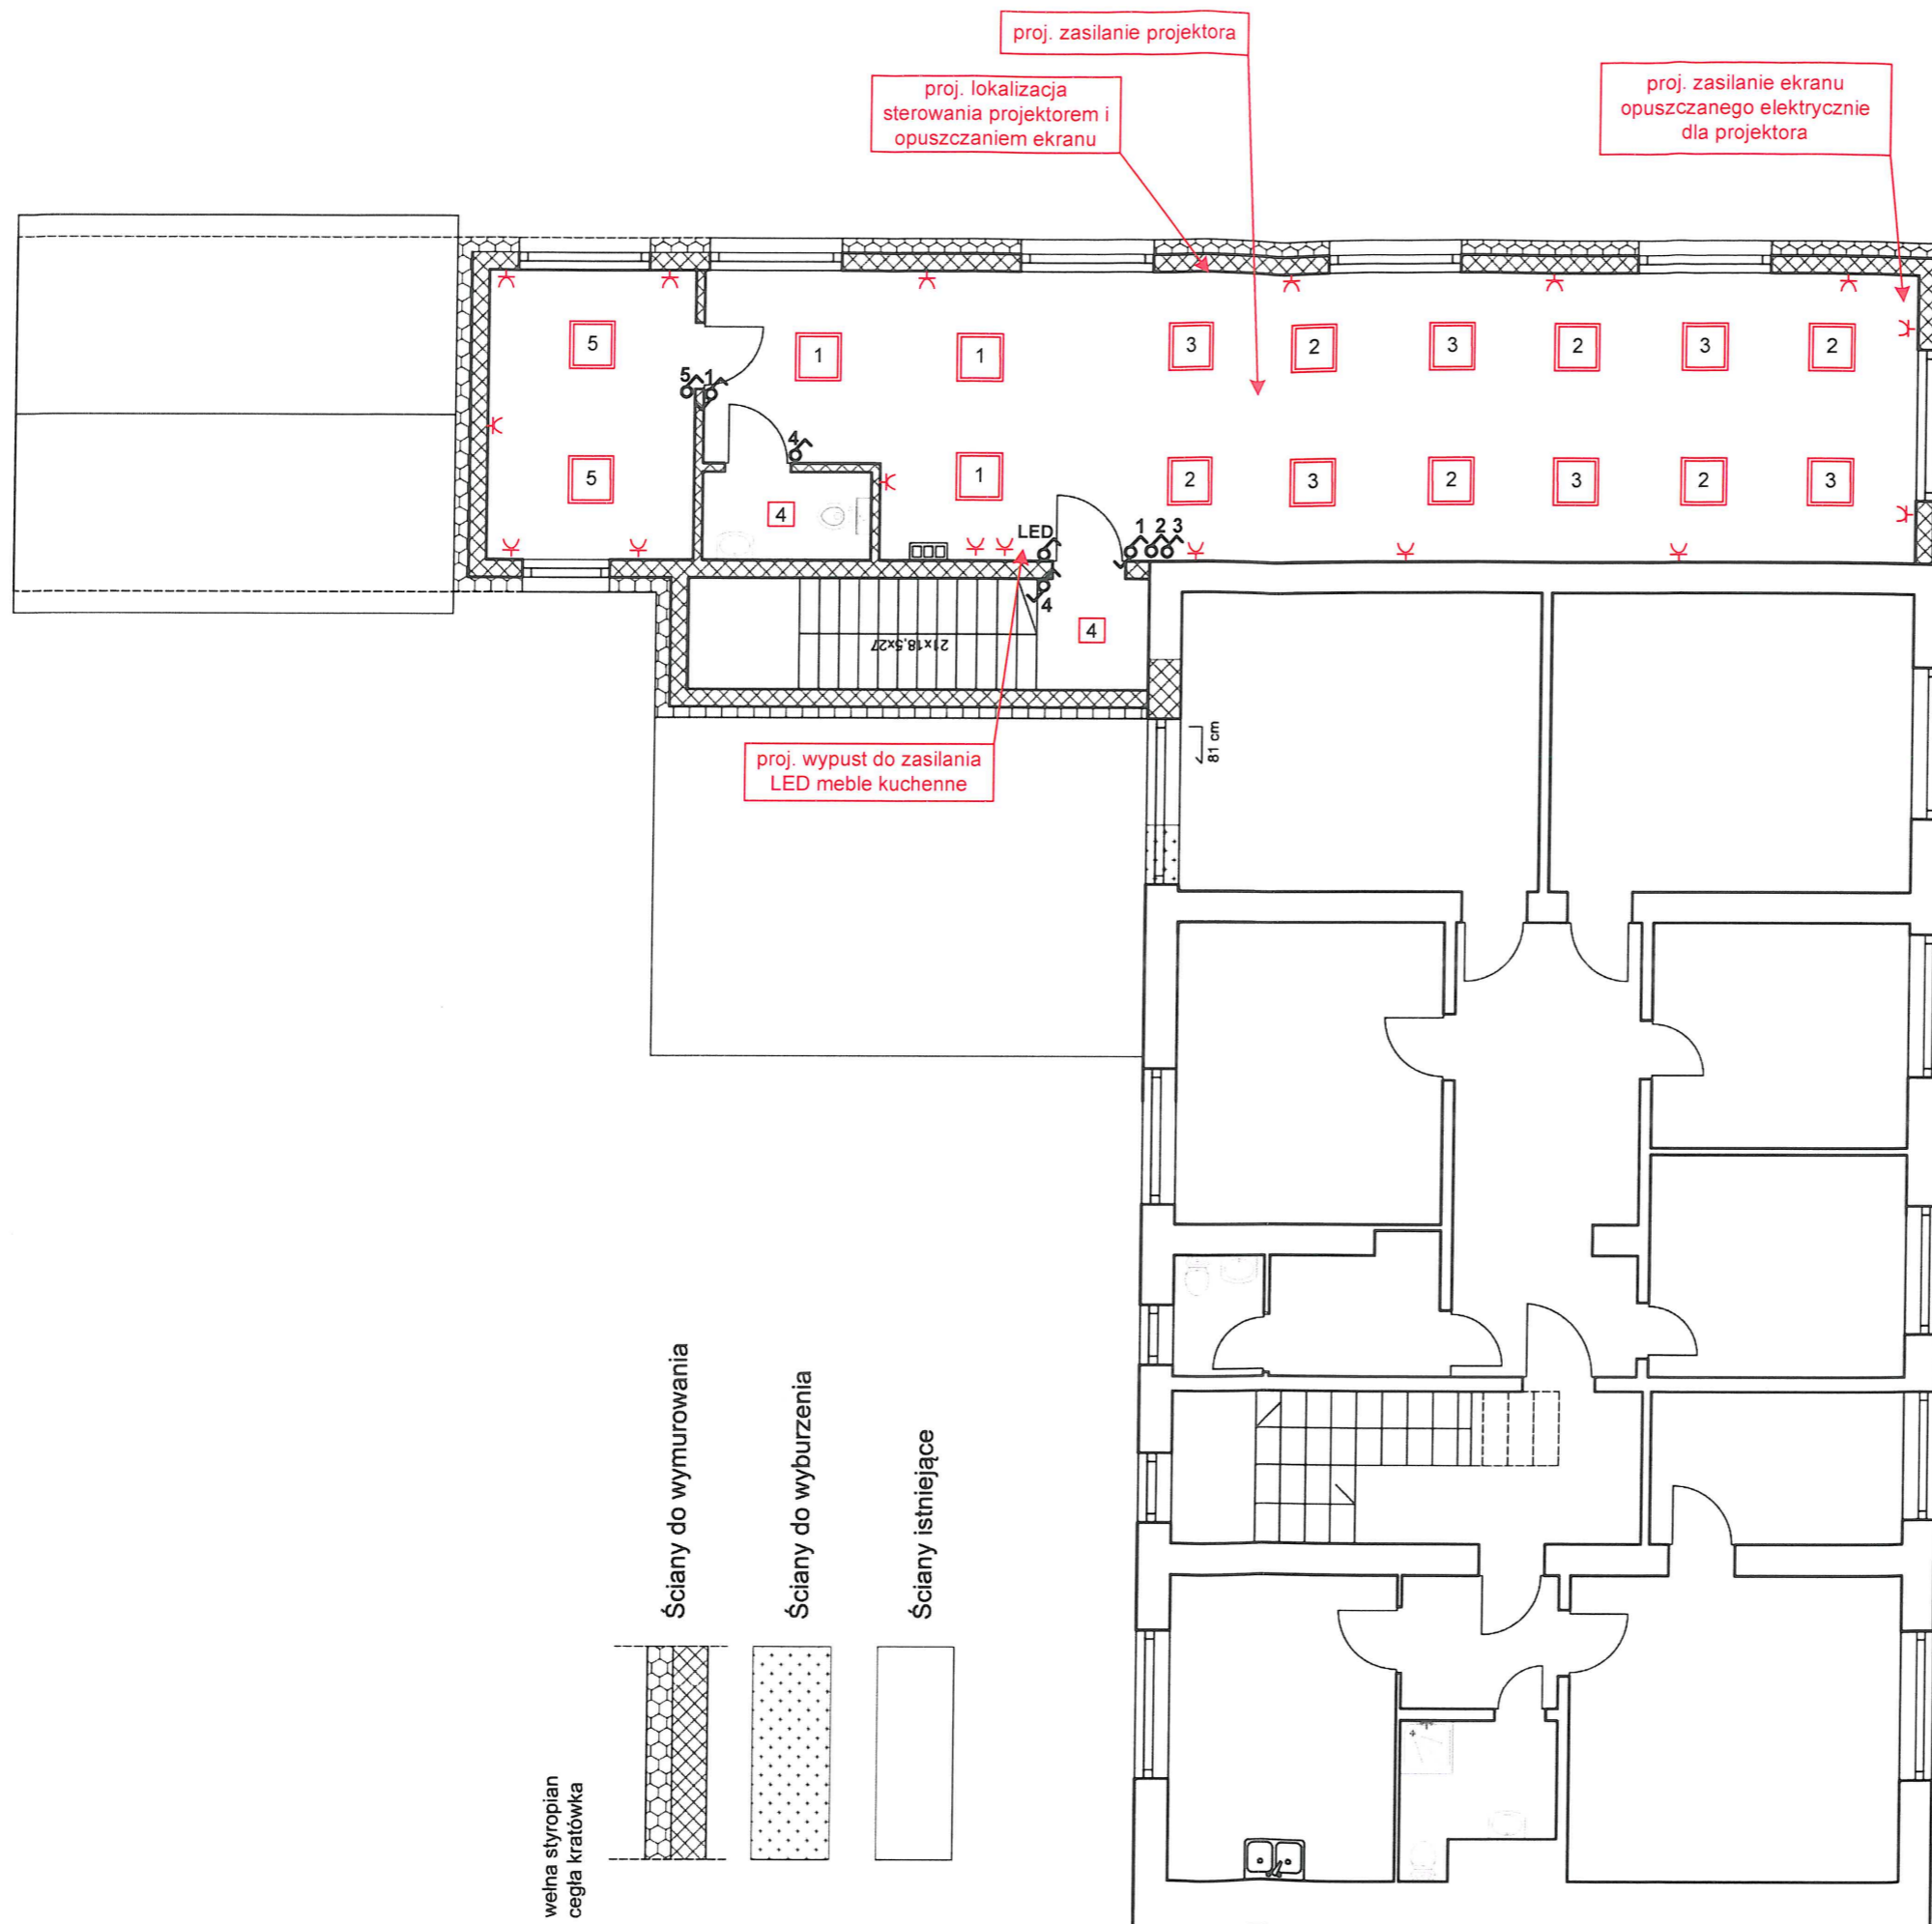 proj. zasilanie projektora
proj. lokalizacja
sterowania projektorem i
opuszczaniem ekranu
proj. zasilanie ekranu
opuszczanego elektrycznie
dla projektora
5
1
1
3
2
3
2
3
2
5
1
4
5
4
1
2
3
2
3
2
3
LED
1
2
3
4
4
21x18,5x27
81 cm
proj. wypust do zasilania
LED meble kuchenne
Ściany do wymurowania
Ściany do wyburzenia
Ściany istniejące
wełna styropian
cegła kratówka